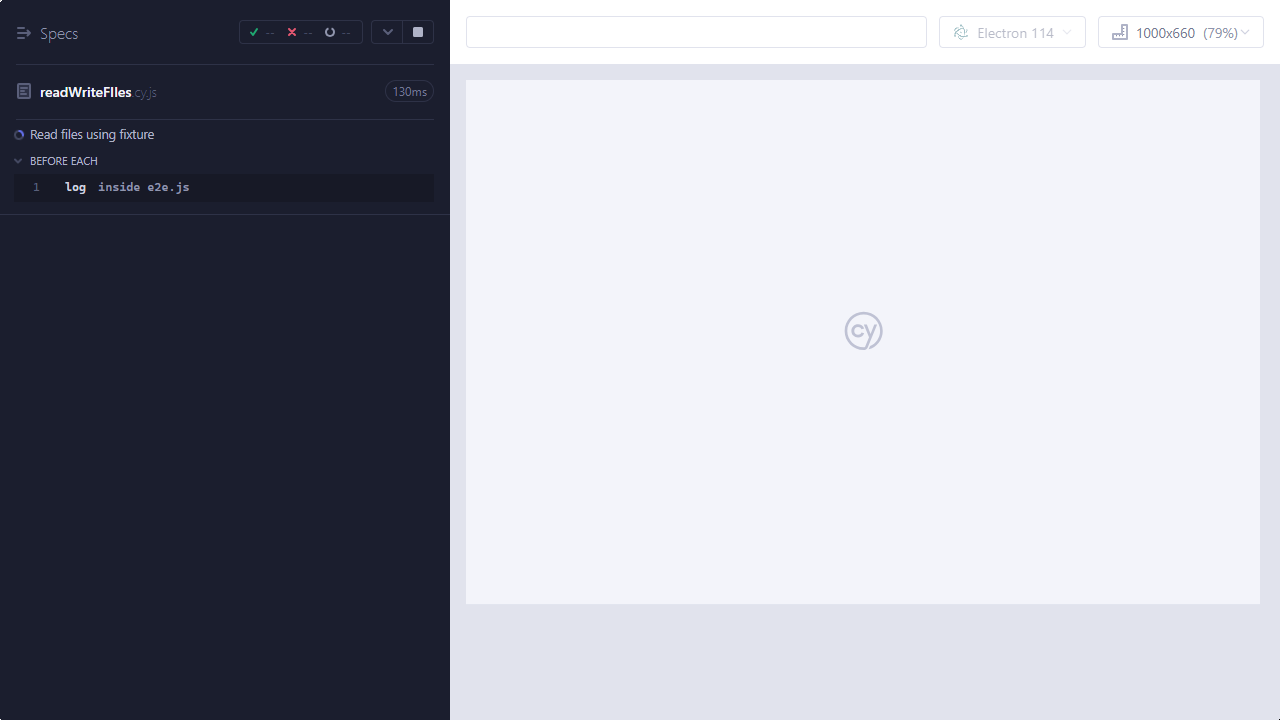 Specs
-- -- --
readWriteFIles.cy.js
130ms
Read files using fixture
BEFORE EACH
1 log inside e2e.js
Electron 114
1000x660 (79%)
cy